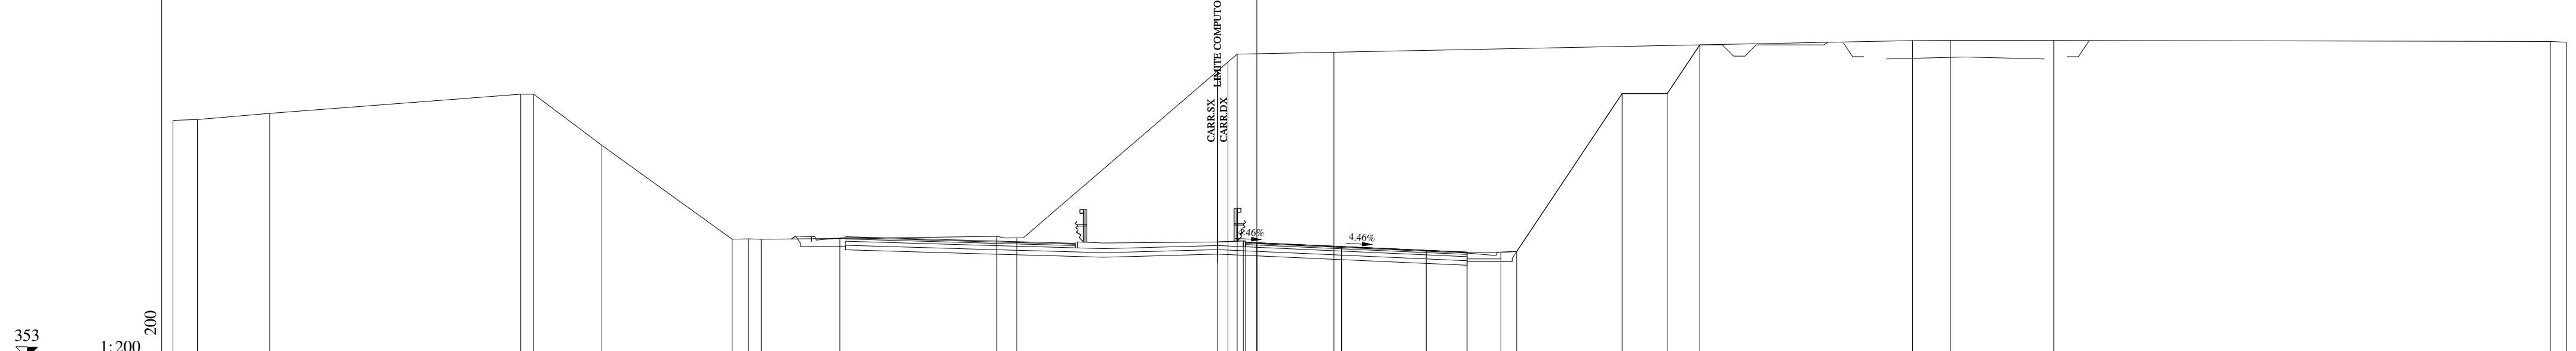 LIMITE COMPUTO
CARR.SX
CARR.DX
4.46%
4.46%
200
353
1:200